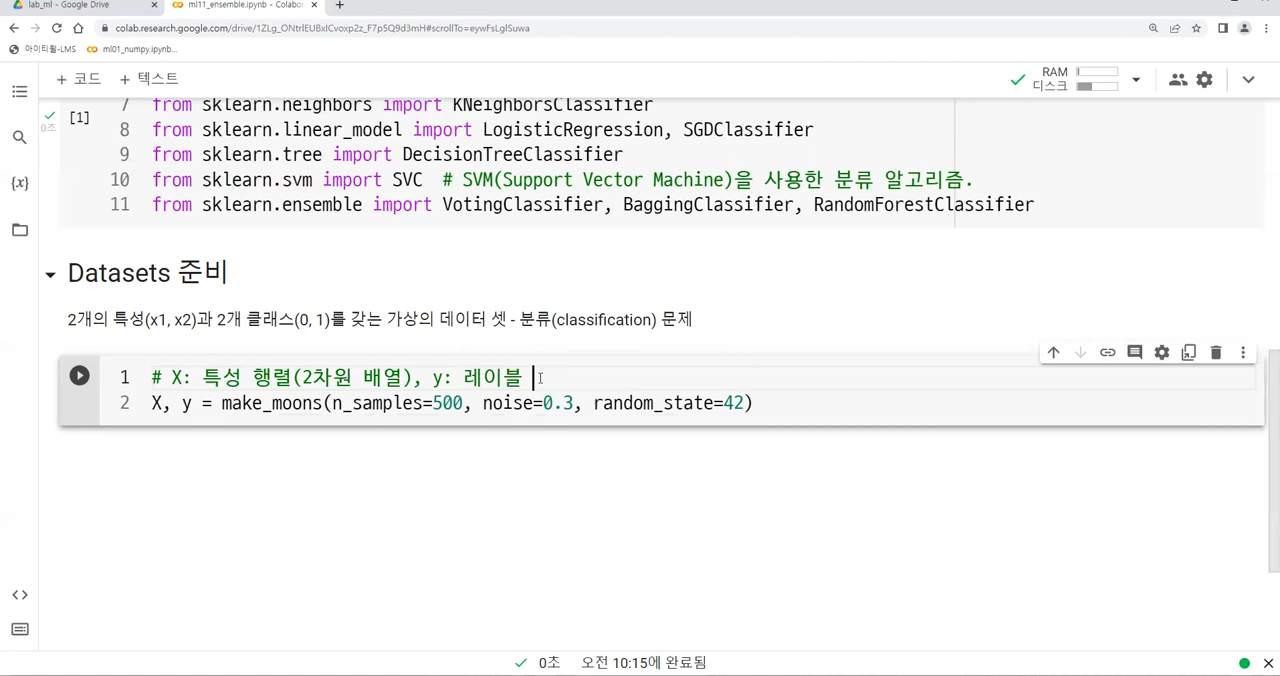 lab_ml - Google Drive
ml11_ensemble.ipynb - Colabor
colab.research.google.com/drive/1ZLg_ONtrlEUBxICvoxp2z_F7p5Q9d3mH#scrollTo=eywFsLglSuwa
아이티윌-LMS
ml01_numpy.ipynb...
+ 코드 + 텍스트
RAM
디스크
[1]
0초
7 from sklearn.neighbors import KNeighborsClassifier
8 from sklearn.linear_model import LogisticRegression, SGDClassifier
9 from sklearn.tree import DecisionTreeClassifier
10 from sklearn.svm import SVC # SVM(Support Vector Machine)을 사용한 분류 알고리즘.
11 from sklearn.ensemble import VotingClassifier, BaggingClassifier, RandomForestClassifier
Datasets 준비
2개의 특성(x1, x2)과 2개 클래스(0, 1)를 갖는 가상의 데이터 셋 - 분류(classification) 문제
1 # X: 특성 행렬(2차원 배열), y: 레이블
2 X, y = make_moons(n_samples=500, noise=0.3, random_state=42)
{x}
<>
0초 오전 10:15에 완료됨